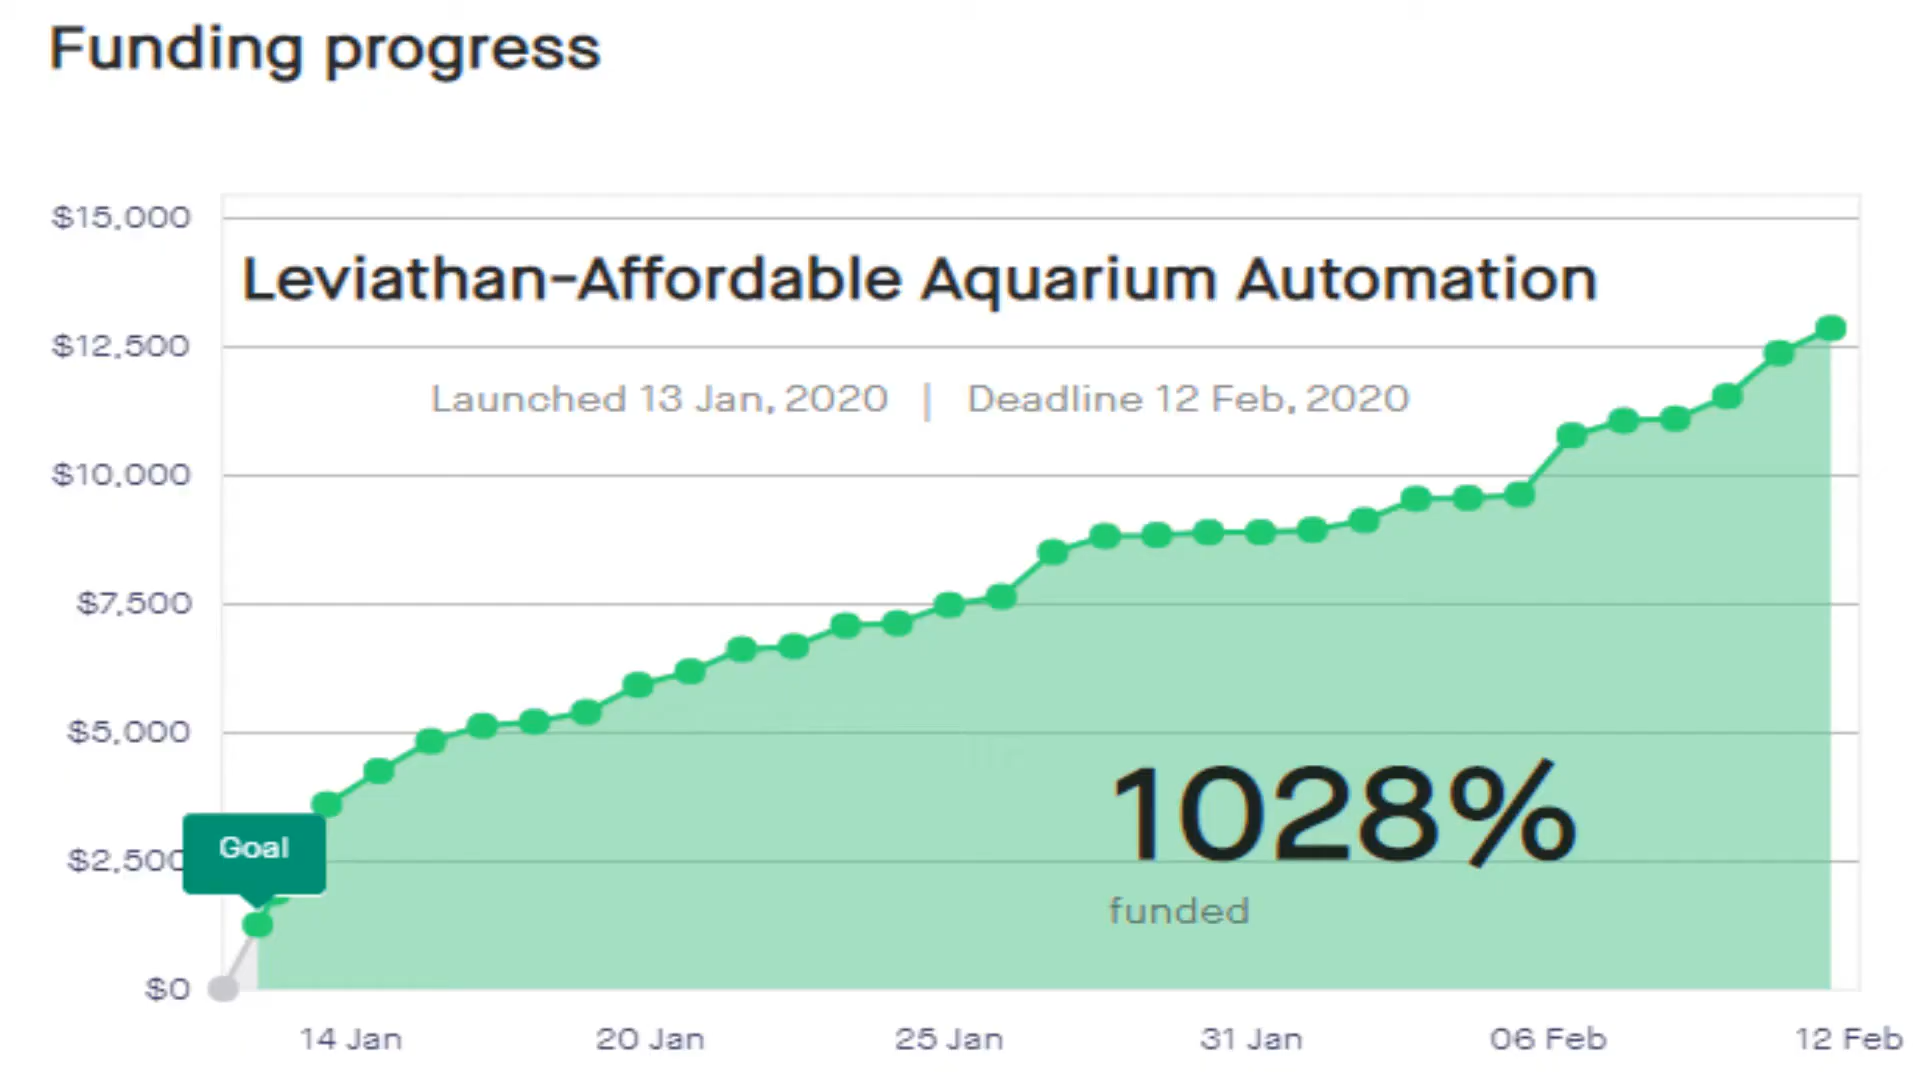 Funding progress
$15,000
Leviathan-Affordable Aquarium Automation
$12,500
Launched 13 Jan, 2020 | Deadline 12 Feb, 2020
$10,000
$7,500
$5,000
1028%
Goal
$2,500
funded
$0
14 Jan 20 Jan 25 Jan 31 Jan 06 Feb 12 Feb